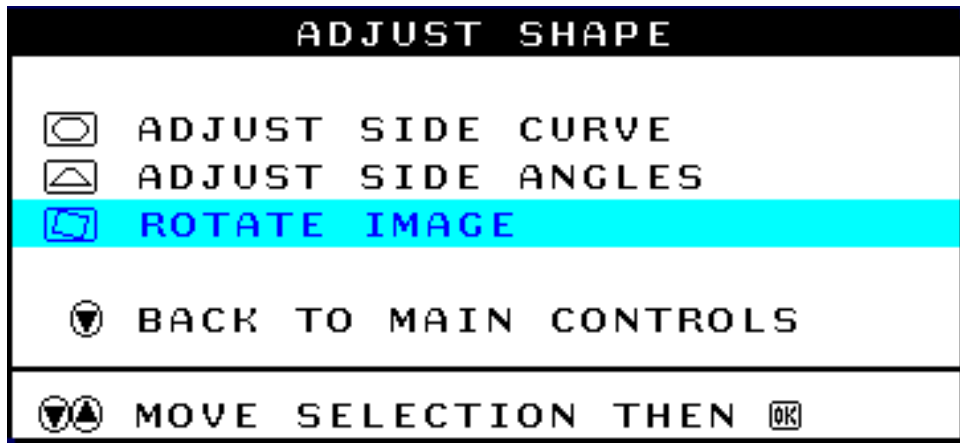 ADJUST SHAPE
ADJUST SIDE CURVE
ADJUST SIDE ANGLES
ROTATE IMAGE
BACK TO MAIN CONTROLS
MOVE SELECTION THEN OK